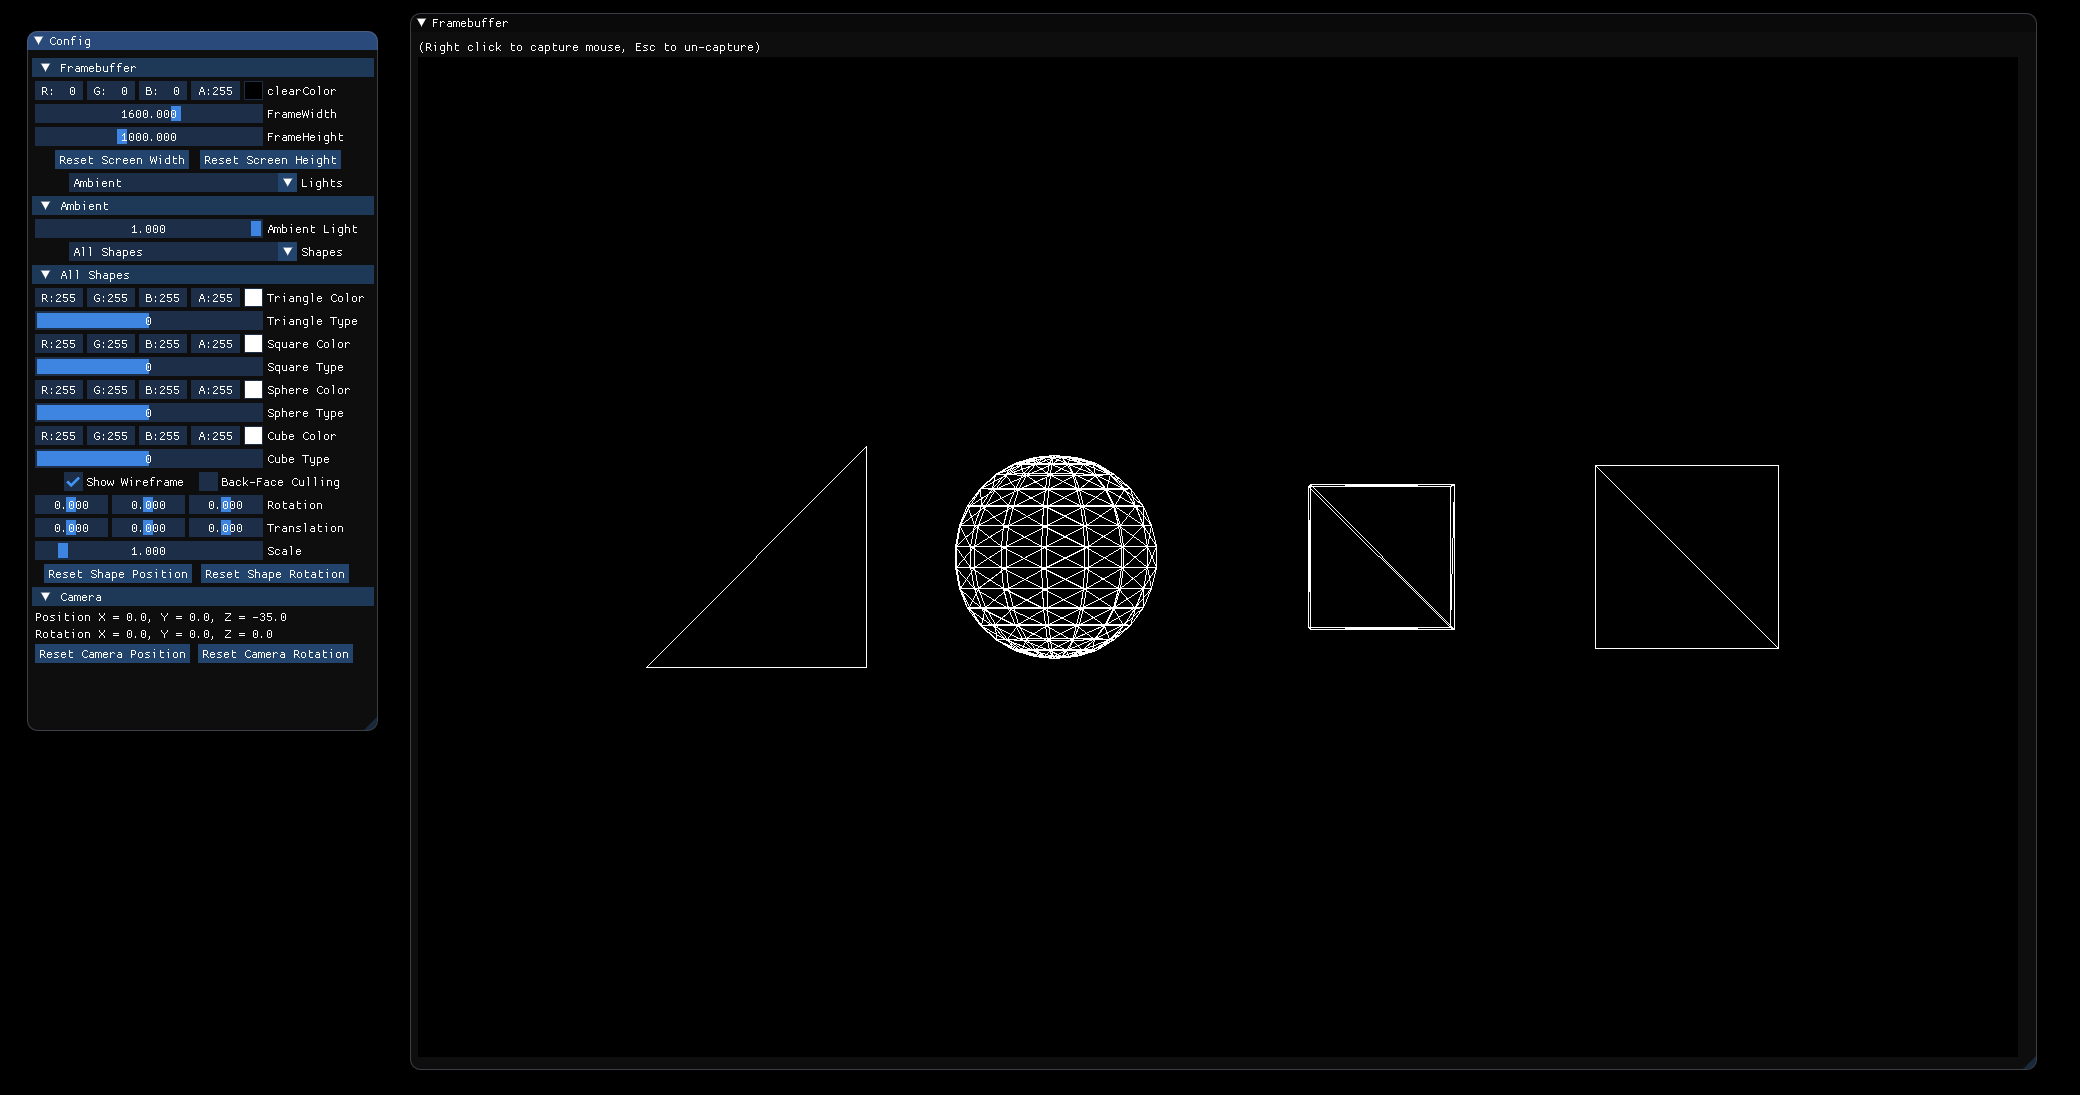 Config
Framebuffer
R: 0 G: 0 B: 0 A:255 clearColor
1600.000 FrameWidth
1000.000 FrameHeight
Reset Screen Width Reset Screen Height
Ambient Lights
Ambient
1.000 Ambient Light
All Shapes Shapes
All Shapes
R:255 G:255 B:255 A:255 Triangle Color
0 Triangle Type
R:255 G:255 B:255 A:255 Square Color
0 Square Type
R:255 G:255 B:255 A:255 Sphere Color
0 Sphere Type
R:255 G:255 B:255 A:255 Cube Color
0 Cube Type
Show Wireframe Back-Face Culling
0.000 0.000 0.000 Rotation
0.000 0.000 0.000 Translation
1.000 Scale
Reset Shape Position Reset Shape Rotation
Camera
Position X = 0.0, Y = 0.0, Z = -35.0
Rotation X = 0.0, Y = 0.0, Z = 0.0
Reset Camera Position Reset Camera Rotation
Framebuffer
(Right click to capture mouse, Esc to un-capture)